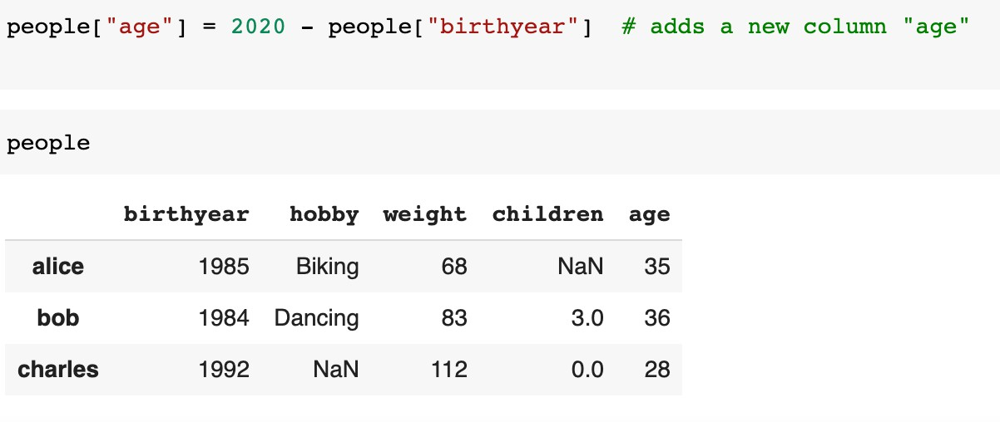 people["age"] = 2020 - people["birthyear"]  # adds a new column "age"
people
birthyear hobby weight children age
alice 1985 Biking 68 NaN 35
bob 1984 Dancing 83 3.0 36
charles 1992 NaN 112 0.0 28